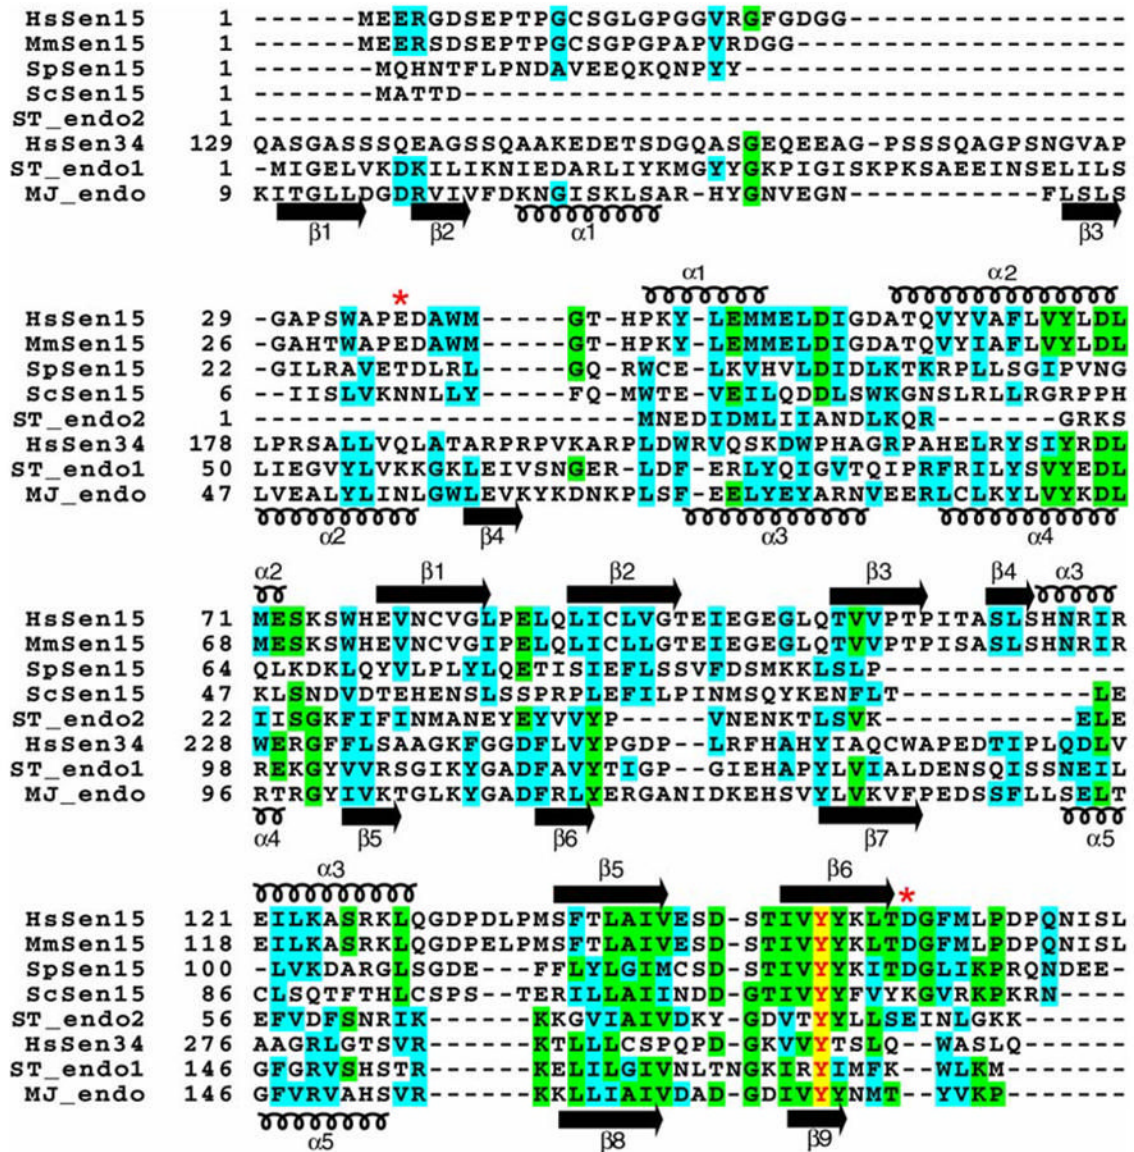 HsSen15 1 -------MEERGDSEPTPGCSGLGPGGVRGFGDGG-----------------
MmSen15 1 -------MEERSDSEPTPGCSGPGPAPVRDGG--------------------
SpSen15 1 -------MQHNTFLPNDAVEEQKQNPYY-----------------------
ScSen15 1 -------MATTD---------------------------------------
ST_endo2 1 ----------------------------------------------------
HsSen34 129 QASGASSSQEAGSSQAAKEDETSDGQASGEQEEAG-PSSSQAGPSNGVAP
ST_endo1 1 -MIGELVKDKILIKNIEDARLIYKMGYYGKPIGISKPKSAEEINSELILS
MJ_endo 9 KITGLLDGDRVIVFDKNGISKLSAR-HYGNVEGN-----------FLSLS
β1 β2 α1 β3
α1 α2
*
HsSen15 29 -GAPSWAPEDAWM-----GT-HPKY-LEMMELDIGDATQVYVAFLVYLDL
MmSen15 26 -GAHTWAPEDAWM-----GT-HPKY-LEMMELDIGDATQVYIAFLVYLDL
SpSen15 22 -GILRAVETDLRL-----GQ-RWCE-LKVHVLDIDLKTKRPLLSGIPVNG
ScSen15 6 --IISLVKNNLLY-----FQ-MWTE-VEILQDDLSWKGNSLRLLRGRPPH
ST_endo2 1 ----------------------MNEDIDMLIIANDLKQR------GRKS
HsSen34 178 LPRSALLVQLATARPRPVKARPLDWRVQSKDWPHAGRPAHELRYSIYRDL
ST_endo1 50 LIEGVYLVKKGKLEIVSNGER-LDF-ERLYQIGVTQIPRFRILYSVYEDL
MJ_endo 47 LVEALYLINLGWLEVKYKDNKPLSF-EELYEYARNVEERLCLKYLVYKDL
α2 β4 α3 α4
α2 β1 β2 β3 β4 α3
HsSen15 71 MESKSWHEVNCVGLPELQLICLVGTEIEGEGLQTVVPTPITASLSHNRIR
MmSen15 68 MESKSWHEVNCVGIPELQLICLLGTEIEGEGLQTVVPTPISASLSHNRIR
SpSen15 64 QLKDKLQYVLPLYLQETISIEFLSSVFDSMKKLSLP--------------
ScSen15 47 KLSNDVDTEHENSLSSPRPLEFILPINMSQYKENFLT-----------LE
ST_endo2 22 IISGKFIFINMANEYEYVVYP-----VNENKTLSVK-----------ELE
HsSen34 228 WERGFFLSAAGKFGGDFLVYPGDP--LRFHAHYIAQCWAPEDTIPLQDLV
ST_endo1 98 REKGYVVRSGIKYGADFAVYTIGP--GIEHAPYLVIALDENSQISSNEIL
MJ_endo 96 RTRGYIVKTGLKYGADFRLYERGANIDKEHSVYLVKVFPEDSSFLLSELT
α4 β5 β6 β7 α5
α3 β5 β6
*
HsSen15 121 EILKASRKLQGDPDLPMSFTLAIVESD-STIVYYKLTDGFMLPDPQNISL
MmSen15 118 EILKASRKLQGDPELPMSFTLAIVESD-STIVYYKLTDGFMLPDPQNISL
SpSen15 100 -LVKDARGLSGDE---FFLYLGIMCSD-STIVYYKITDGLIKPRQNDEE-
ScSen15 86 CLSQTFTHLCSPS--TERILLAIINDD-GTIVYYFVYKGVRKPKRN----
ST_endo2 56 EFVDFSNRIK------KKGVIAIVDKY-GDVTYYLLSEINLGKK------
HsSen34 276 AAGRLGTSVR------KTLLLCSPQPD-GKVVYTSLQ--WASLQ------
ST_endo1 146 GFGRVSHSTR------KELILGIVNLTNGKIRYIMFK--WLKM-------
MJ_endo 146 GFVRVAHSVR------KKLLIAIVDAD-GDIVYYNMT--YVKP-------
α5 β8 β9